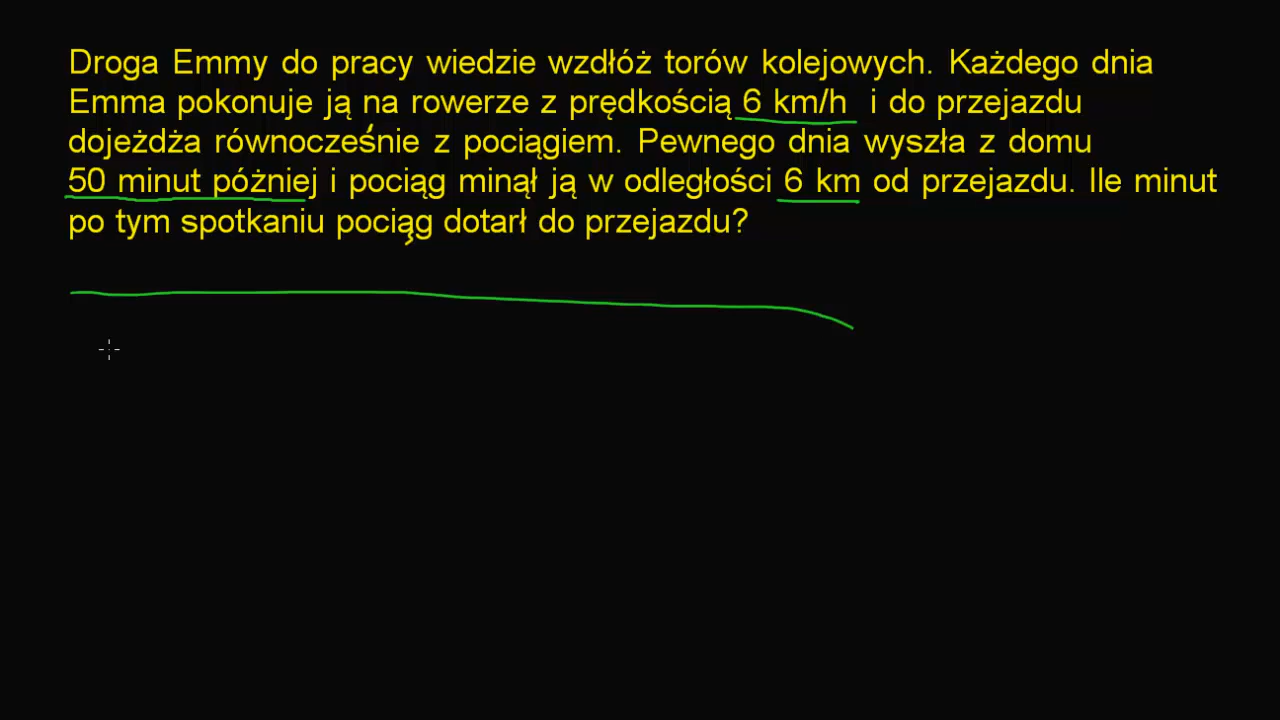 Droga Emmy do pracy wiedzie wzdłóż torów kolejowych. Każdego dnia
Emma pokonuje ją na rowerze z prędkością 6 km/h i do przejazdu
dojeżdża równocześnie z pociągiem. Pewnego dnia wyszła z domu
50 minut póżniej i pociąg minął ją w odległości 6 km od przejazdu. Ile minut
po tym spotkaniu pociąg dotarł do przejazdu?